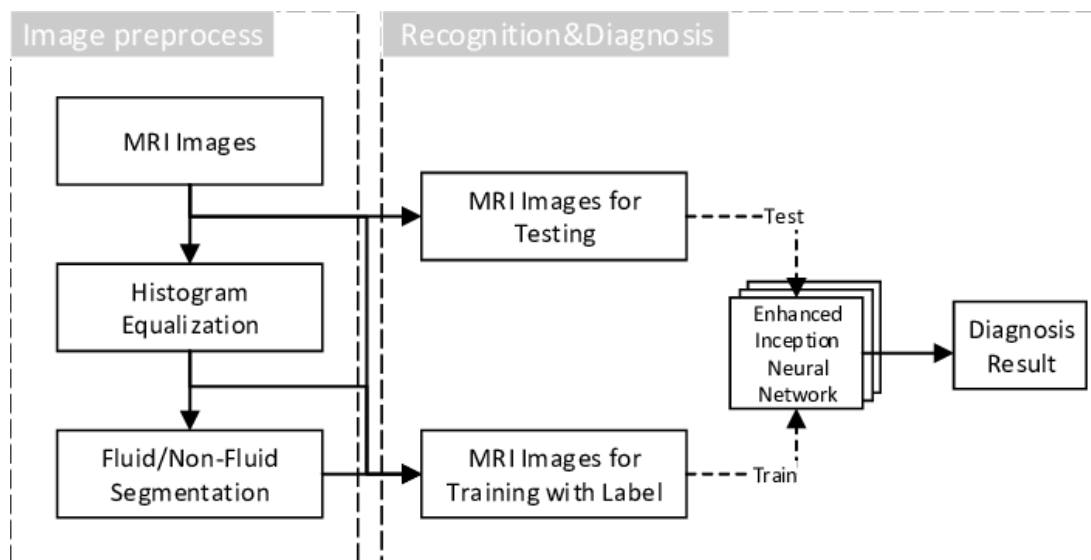 Image preprocess
Recognition&Diagnosis
MRI Images
MRI Images for
Testing
Test
Histogram
Equalization
Enhanced
Inception
Neural
Network
Diagnosis
Result
Fluid/Non-Fluid
Segmentation
MRI Images for
Training with Label
Train